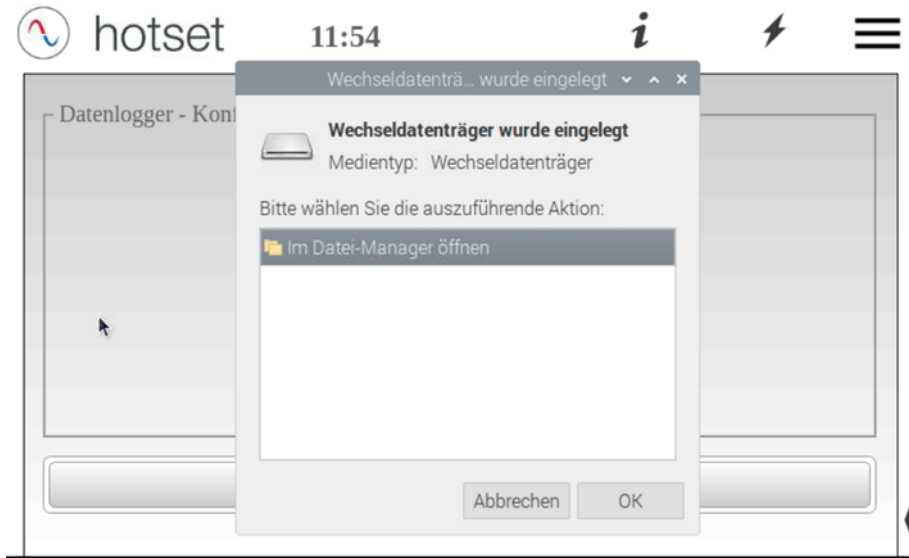 hotset
11:54
i
Wechseldatenträ... wurde eingelegt
Datenlogger - Konf
Wechseldatenträger wurde eingelegt
Medientyp: Wechseldatenträger
Bitte wählen Sie die auszuführende Aktion:
Im Datei-Manager öffnen
Abbrechen
OK